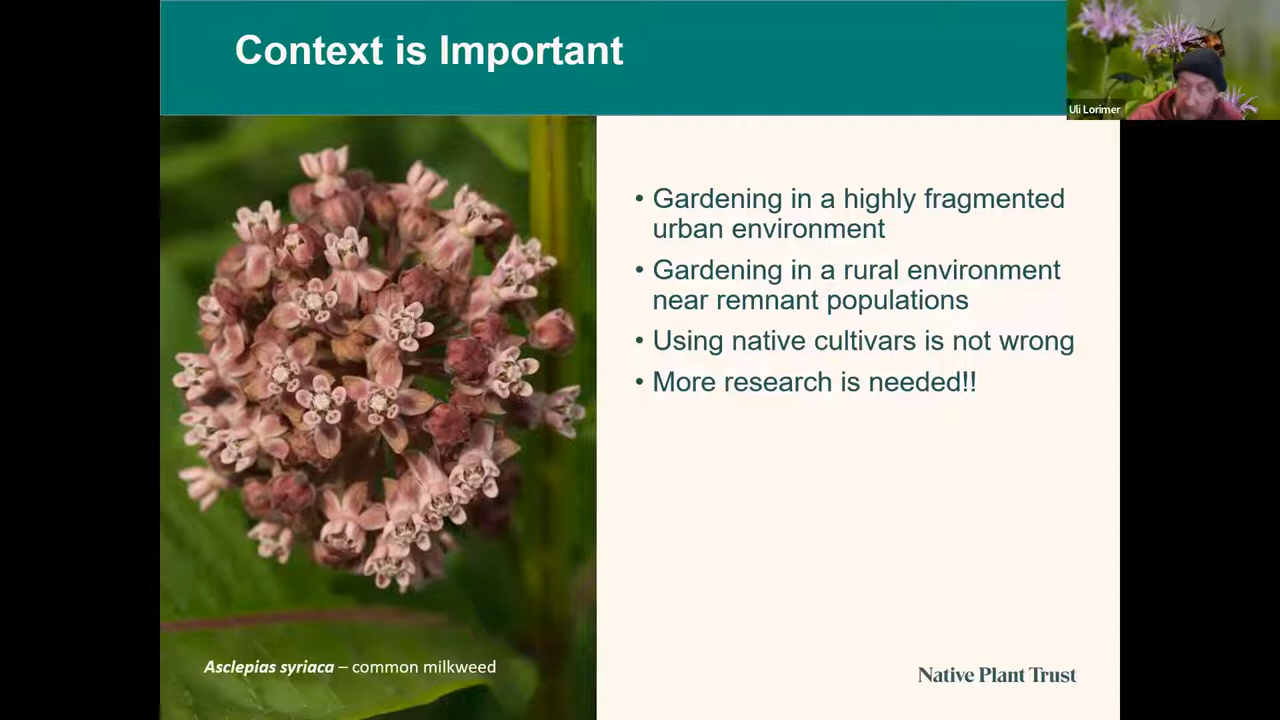 Context is Important
Uli Lorimer
• Gardening in a highly fragmented
urban environment
• Gardening in a rural environment
near remnant populations
• Using native cultivars is not wrong
• More research is needed!!
Asclepias syriaca – common milkweed
Native Plant Trust